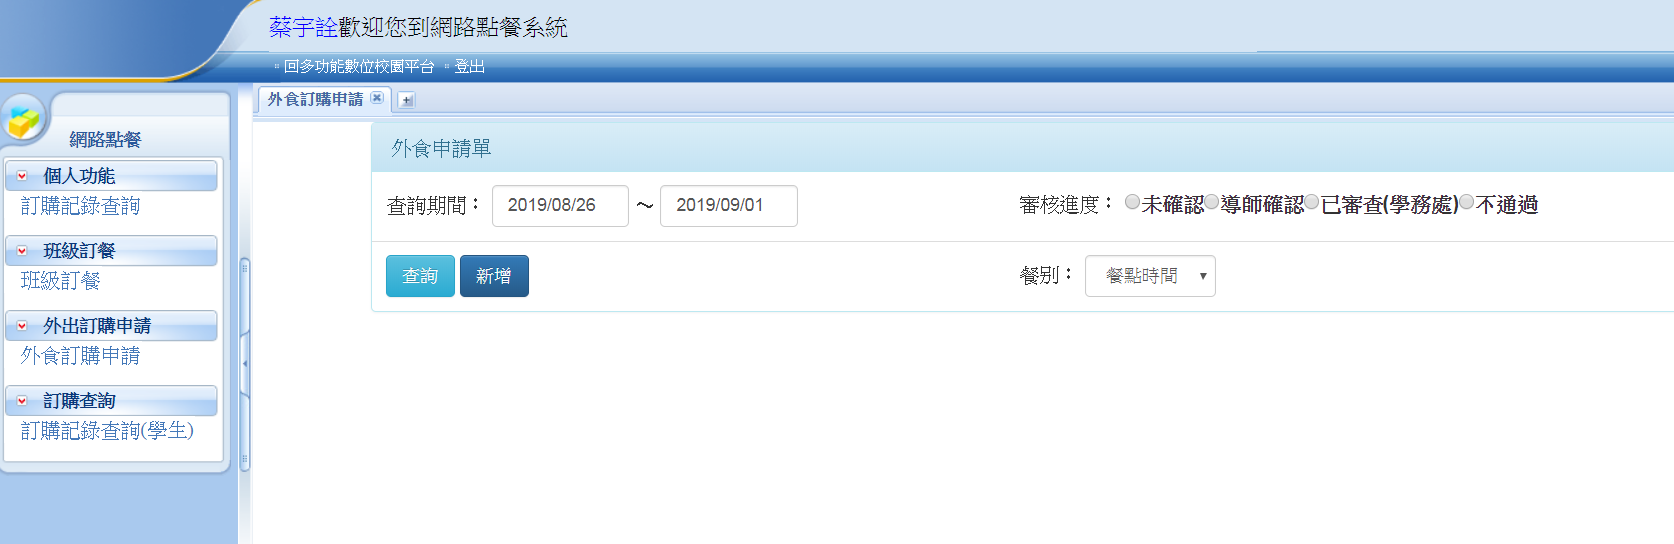 蔡宇詮歡迎您到網路點餐系統
回多功能數位校園平台 登出
外食訂購申請
網路點餐
個人功能
訂購記錄查詢
班級訂餐
班級訂餐
外出訂購申請
外食訂購申請
訂購查詢
訂購記錄查詢(學生)
外食申請單
查詢期間： 2019/08/26 ～ 2019/09/01 審核進度： 未確認 導師確認 已審查(學務處) 不通過
查詢 新增 餐別： 餐點時間